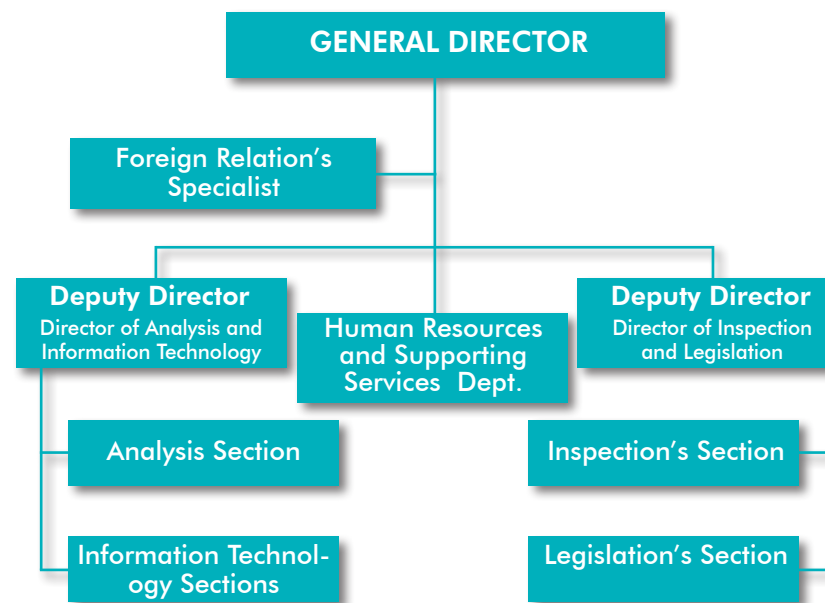 GENERAL DIRECTOR
Foreign Relation's
Specialist
Deputy Director
Director of Analysis and
Information Technology
Human Resources
and Supporting
Services Dept.
Deputy Director
Director of Inspection
and Legislation
Analysis Section
Inspection's Section
Information Technol-
ogy Sections
Legislation's Section